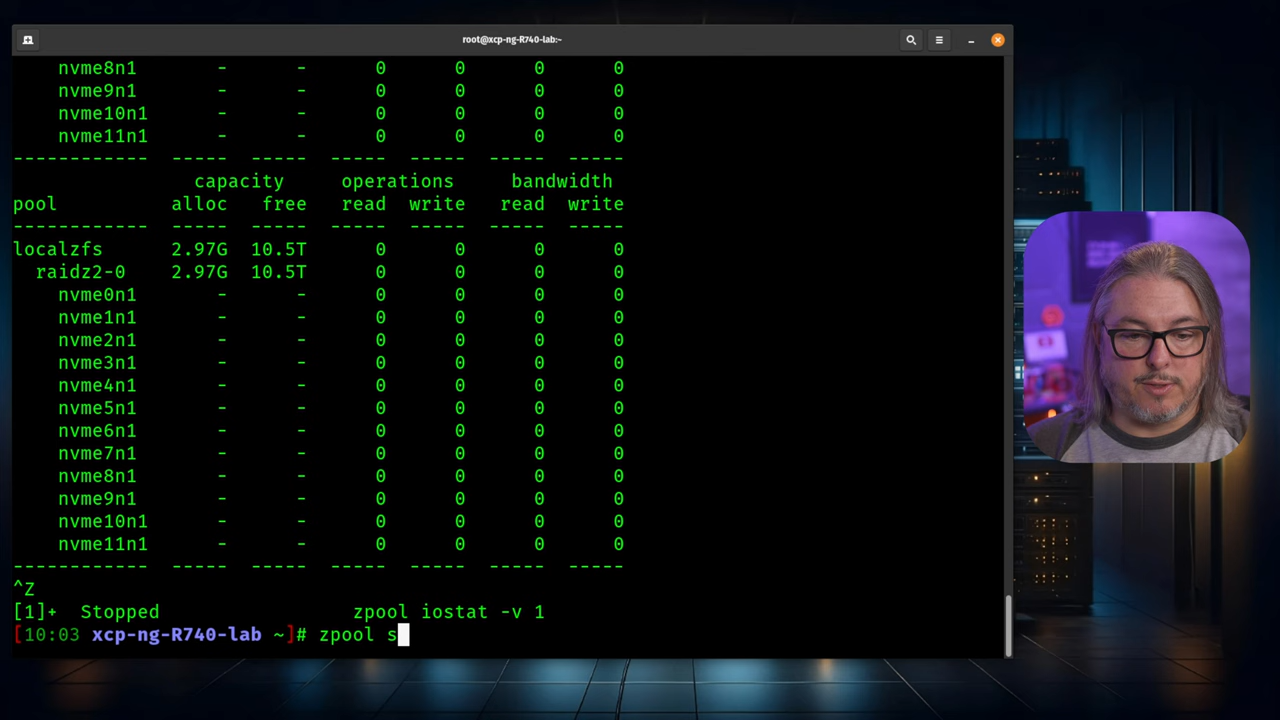 root@xcp-ng-R740-lab:~
nvme8n1 - - 0 0 0 0
nvme9n1 - - 0 0 0 0
nvme10n1 - - 0 0 0 0
nvme11n1 - - 0 0 0 0
------------ ----- ----- ----- ----- ----- -----
capacity operations bandwidth
pool alloc free read write read write
------------ ----- ----- ----- ----- ----- -----
localzfs 2.97G 10.5T 0 0 0 0
raidz2-0 2.97G 10.5T 0 0 0 0
nvme0n1 - - 0 0 0 0
nvme1n1 - - 0 0 0 0
nvme2n1 - - 0 0 0 0
nvme3n1 - - 0 0 0 0
nvme4n1 - - 0 0 0 0
nvme5n1 - - 0 0 0 0
nvme6n1 - - 0 0 0 0
nvme7n1 - - 0 0 0 0
nvme8n1 - - 0 0 0 0
nvme9n1 - - 0 0 0 0
nvme10n1 - - 0 0 0 0
nvme11n1 - - 0 0 0 0
------------ ----- ----- ----- ----- ----- -----
^Z
[1]+ Stopped zpool iostat -v 1
[10:03 xcp-ng-R740-lab ~]# zpool s